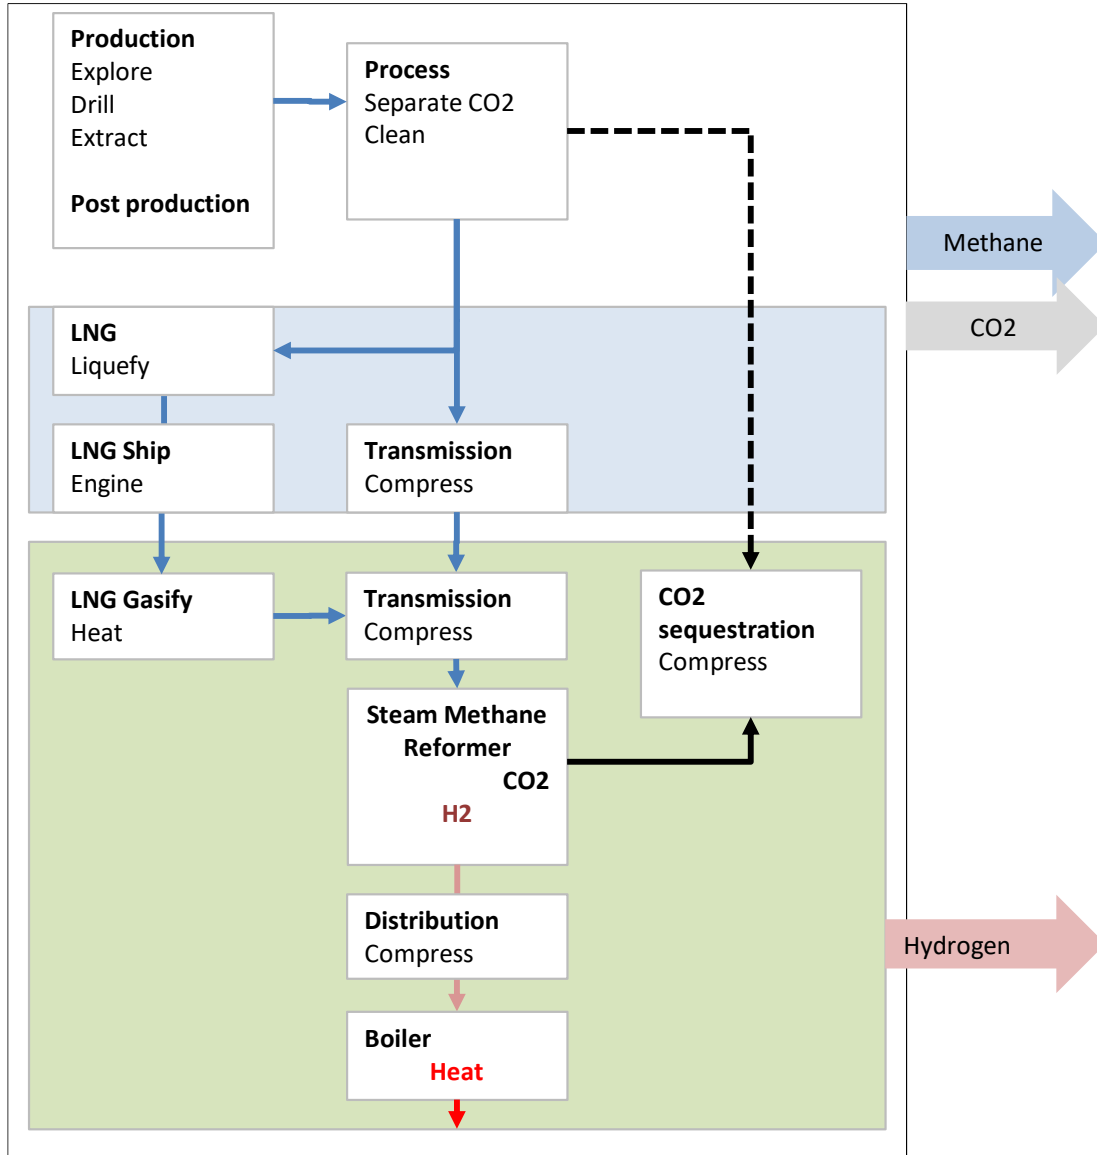 Production
Explore
Drill
Extract
Post production
Process
Separate CO2
Clean
Methane
CO2
LNG
Liquefy
LNG Ship
Engine
Transmission
Compress
LNG Gasify
Heat
Transmission
Compress
CO2
sequestration
Compress
Steam Methane
Reformer
CO2
H2
Distribution
Compress
Hydrogen
Boiler
Heat